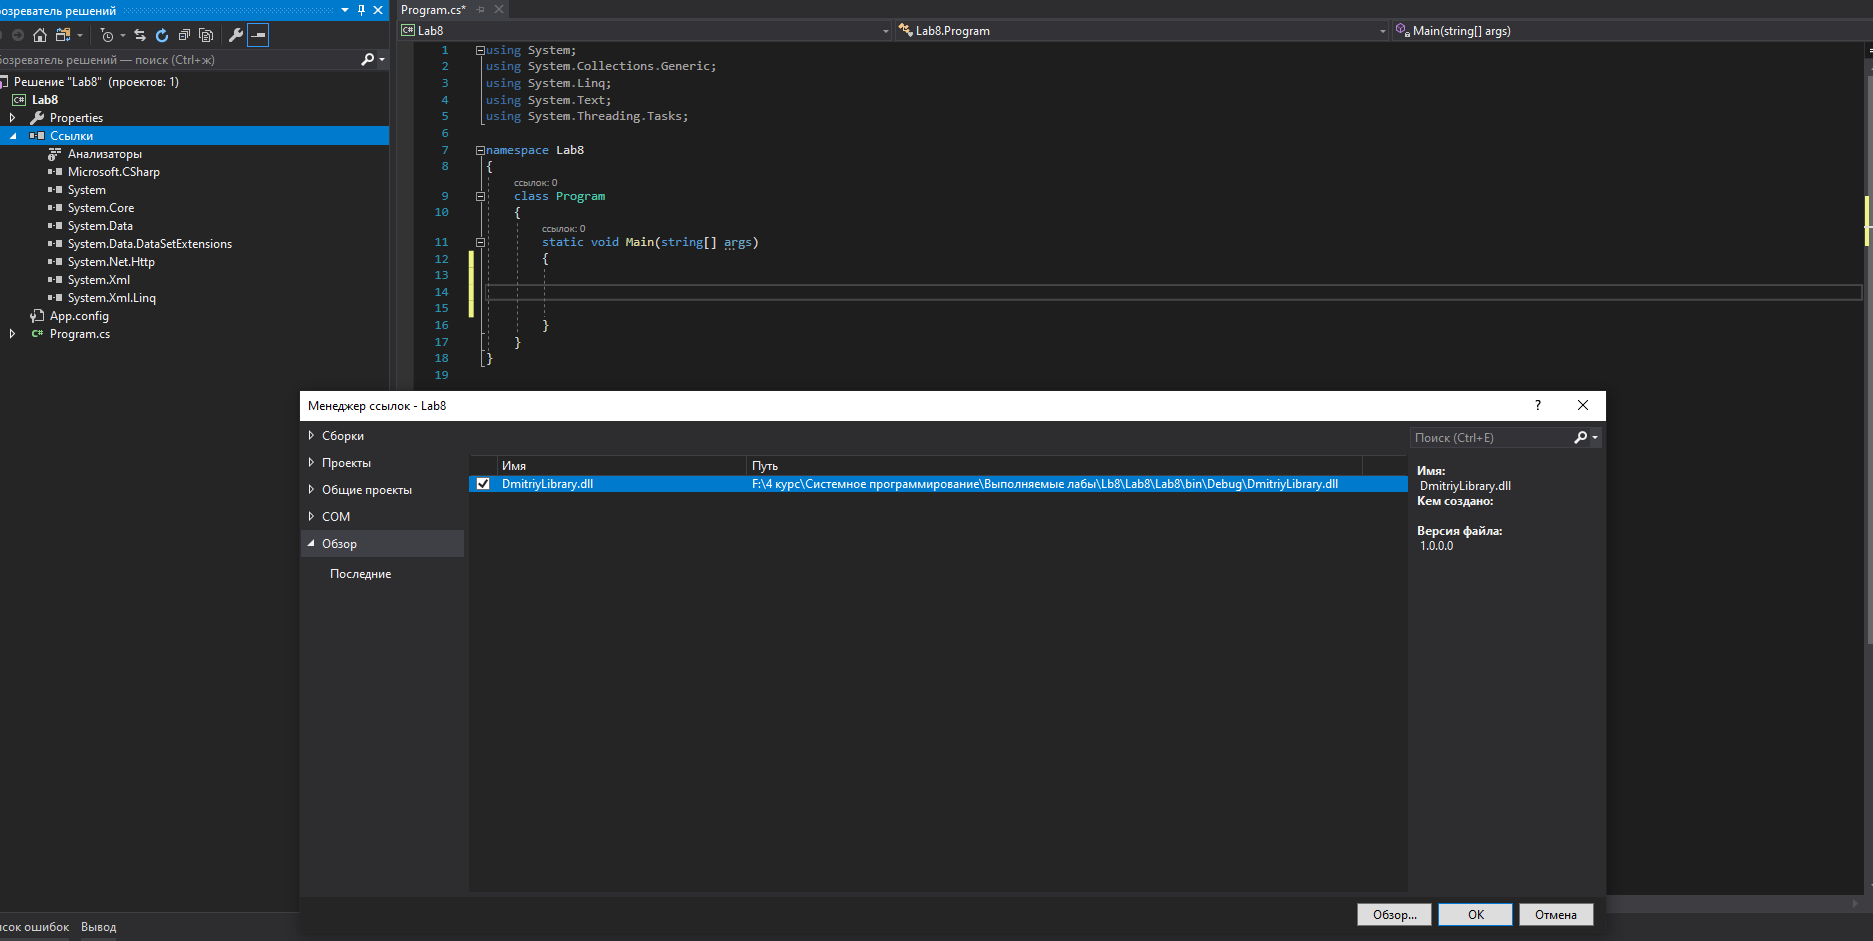 озреватель решений
озреватель решений — поиск (Ctrl+ж)
Решение "Lab8" (проектов: 1)
C# Lab8
Properties
Ссылки
Анализаторы
Microsoft.CSharp
System
System.Core
System.Data
System.Data.DataSetExtensions
System.Net.Http
System.Xml
System.Xml.Linq
App.config
C# Program.cs
Program.cs*
C# Lab8
Lab8.Program
Main(string[] args)
1 using System;
2 using System.Collections.Generic;
3 using System.Linq;
4 using System.Text;
5 using System.Threading.Tasks;
6
7 namespace Lab8
8 {
ссылок: 0
9 class Program
10 {
ссылок: 0
11 static void Main(string[] args)
12 {
13
14
15
16 }
17 }
18 }
19
Менеджер ссылок - Lab8
?
Сборки
Проекты
Общие проекты
COM
Обзор
Последние
Имя Путь
DmitriyLibrary.dll F:\4 курс\Системное программирование\Выполняемые лабы\Lb8\Lab8\Lab8\bin\Debug\DmitriyLibrary.dll
Поиск (Ctrl+E)
Имя:
DmitriyLibrary.dll
Кем создано:
Версия файла:
1.0.0.0
Обзор... ОК Отмена
сок ошибок Вывод